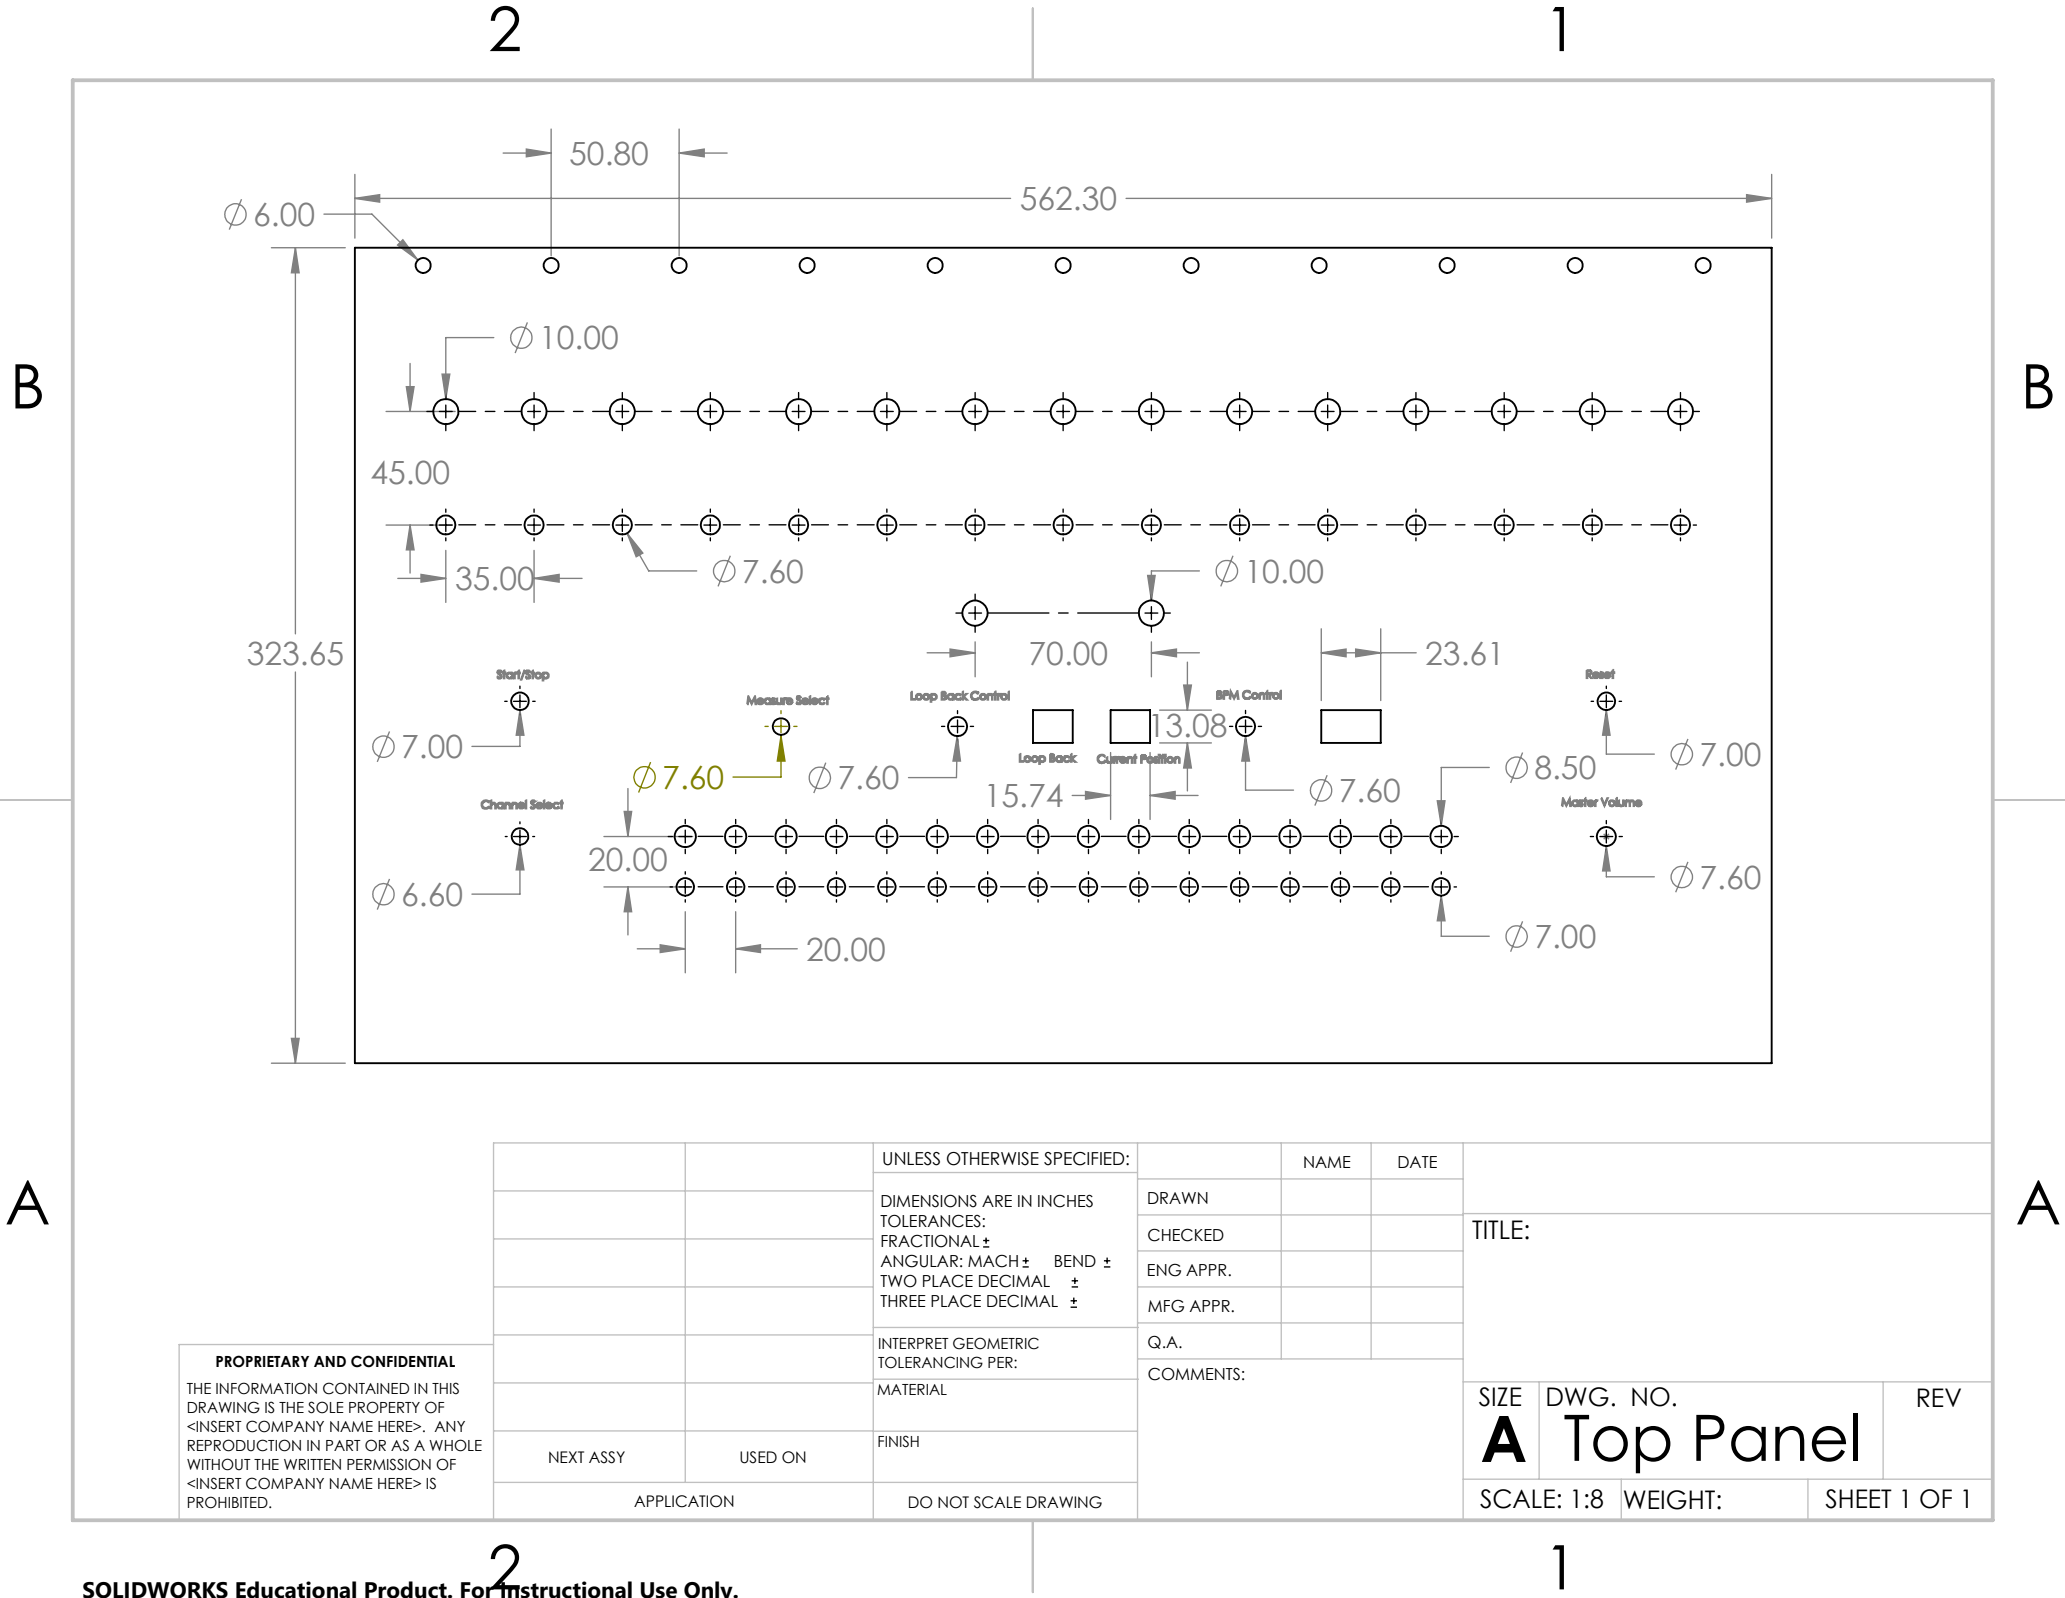 2 1
50.80
562.30
⌀6.00
⌀10.00
B B
45.00
35.00 ⌀7.60 ⌀10.00
323.65 70.00 23.61
Start/Stop Reset
Measure Select Loop Back Control BPM Control
13.08
⌀7.00 ⌀7.00
Loop Back Current Position
⌀7.60 ⌀7.60 ⌀8.50
15.74 ⌀7.60
Channel Select Master Volume
20.00
⌀6.60 ⌀7.60
20.00 ⌀7.00
A A
UNLESS OTHERWISE SPECIFIED:
DIMENSIONS ARE IN INCHES
TOLERANCES:
FRACTIONAL ±
ANGULAR: MACH ± BEND ±
TWO PLACE DECIMAL ±
THREE PLACE DECIMAL ±
INTERPRET GEOMETRIC
TOLERANCING PER:
MATERIAL
FINISH
DO NOT SCALE DRAWING
NAME DATE
DRAWN
CHECKED
ENG APPR.
MFG APPR.
Q.A.
COMMENTS:
TITLE:
SIZE DWG. NO. REV
A Top Panel
SCALE: 1:8 WEIGHT: SHEET 1 OF 1
PROPRIETARY AND CONFIDENTIAL
THE INFORMATION CONTAINED IN THIS
DRAWING IS THE SOLE PROPERTY OF
<INSERT COMPANY NAME HERE>. ANY
REPRODUCTION IN PART OR AS A WHOLE
WITHOUT THE WRITTEN PERMISSION OF
<INSERT COMPANY NAME HERE> IS
PROHIBITED.
NEXT ASSY USED ON
APPLICATION
2 1
SOLIDWORKS Educational Product. For Instructional Use Only.